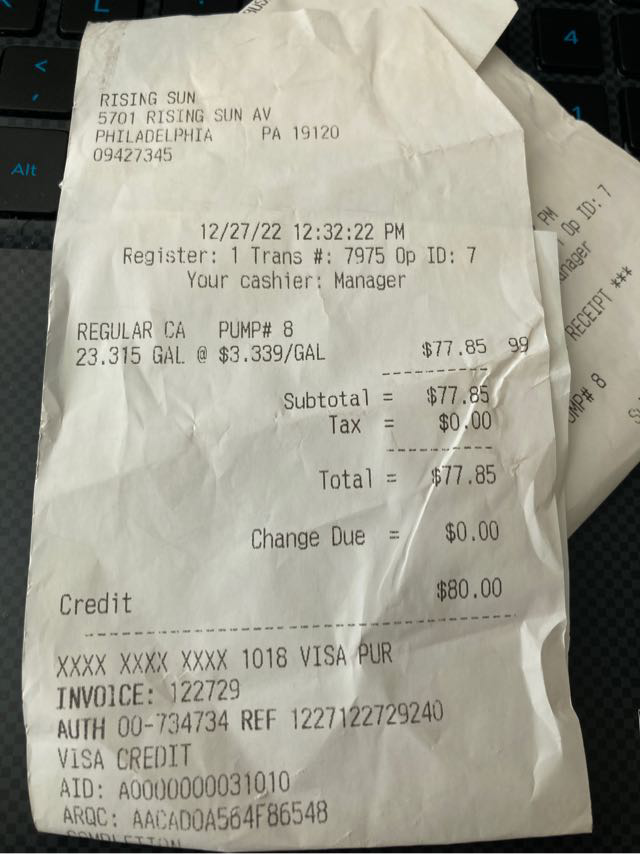 RISING SUN
5701 RISING SUN AV
PHILADELPHIA PA 19120
09427345
12/27/22 12:32:22 PM
Register: 1 Trans #: 7975 Op ID: 7
Your cashier: Manager
REGULAR CA PUMP# 8
23.315 GAL @ $3.339/GAL $77.85 99
Subtotal = $77.85
Tax = $0.00
Total = $77.85
Change Due = $0.00
Credit $80.00
XXXX XXXX XXXX 1018 VISA PUR
INVOICE: 122729
AUTH 00-734734 REF 1227122729240
VISA CREDIT
AID: A0000000031010
ARQC: AACAD0A564F86548
COMPLETION
PM
Op ID: 7
RECEIPT ***
8
<
,
Alt
4
1